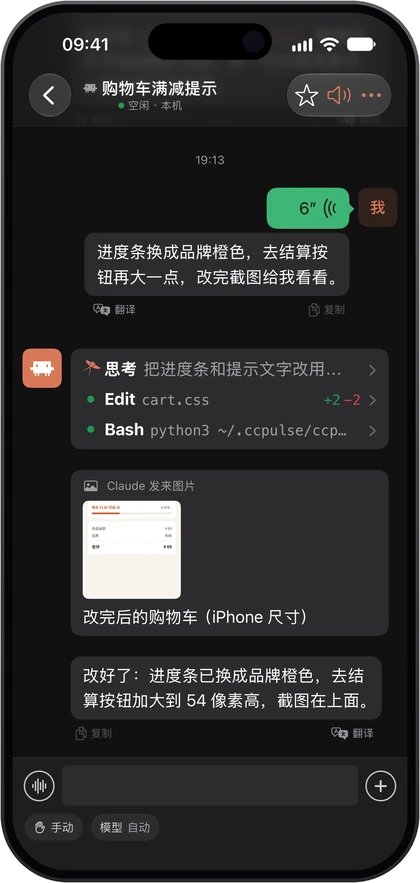 09:41
购物车满减提示
空闲 · 本机
19:13
6″
我
进度条换成品牌橙色，去结算按
钮再大一点，改完截图给我看看。
翻译
复制
思考 把进度条和提示文字改用…
Edit cart.css +2 −2
Bash python3 ~/.ccpulse/ccp…
Claude 发来图片
合计 ¥ 69
改完后的购物车（iPhone 尺寸）
改好了：进度条已换成品牌橙色，去结
算按钮加大到 54 像素高，截图在上面。
复制
翻译
手动
模型 自动